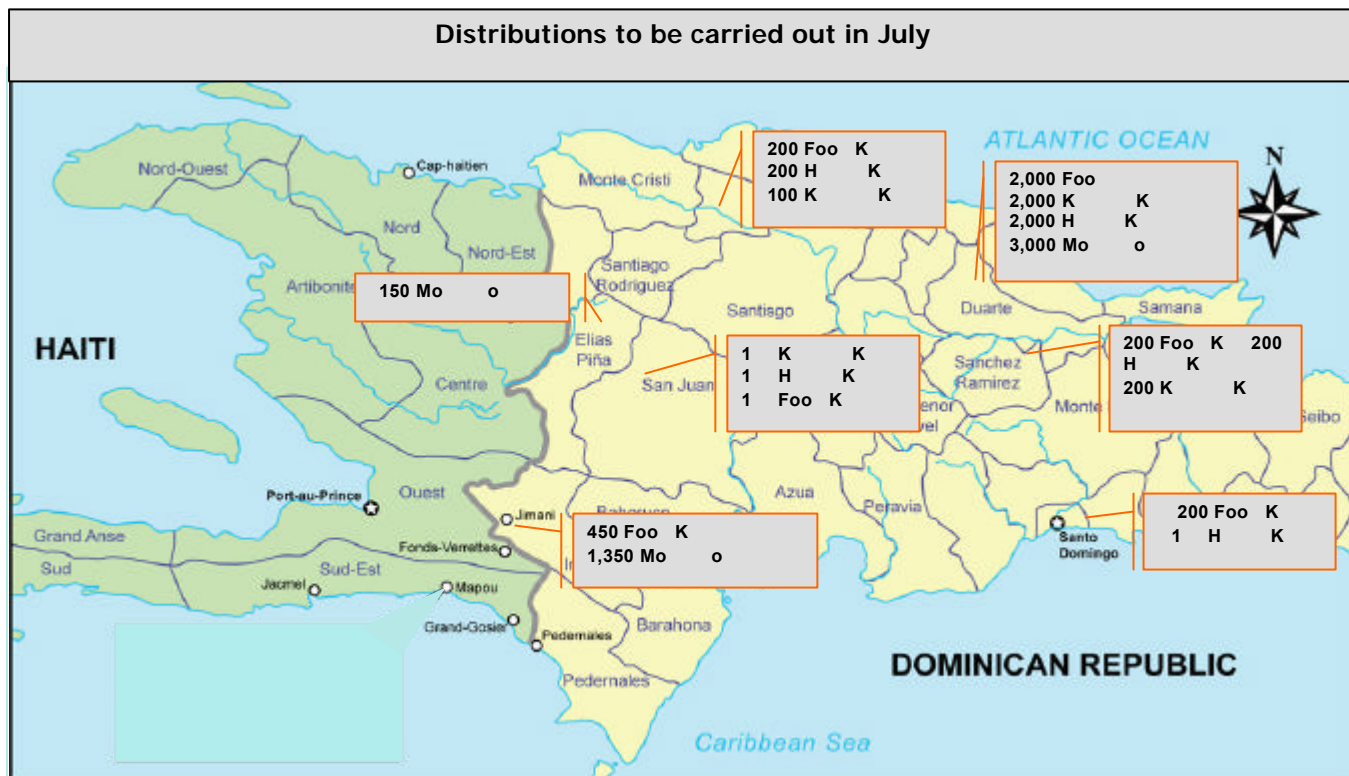 Distributions to be carried out in July
ATLANTIC OCEAN
N
200 Foo K
200 H K
100 K K
2,000 Foo
2,000 K K
2,000 H K
3,000 Mo o
Nord-Ouest
Cap-haitien
Monte Cristi
Nord
Nord-Est
Artibonite
150 Mo o
Santiago
Rodriguez
Santisgo
Duarte
Samana
HAITI
Elias
Piña
Centre
San Juan
1 K K
1 H K
1 Foo K
Sanchez
Ramirez
200 Foo K 200
H K
200 K K
Monte
Seibo
Port-au-Prince
Ouest
Jimani
Azua
Peravia
Santo
Domingo
200 Foo K
1 H K
450 Foo K
1,350 Mo o
Grand Anse
Sud
Fonds-Verrettes
Sud-Est
Jacmel
Mapou
Grand-Gosier
Pedernales
Barahona
Pedernales
DOMINICAN REPUBLIC
Caribbean Sea